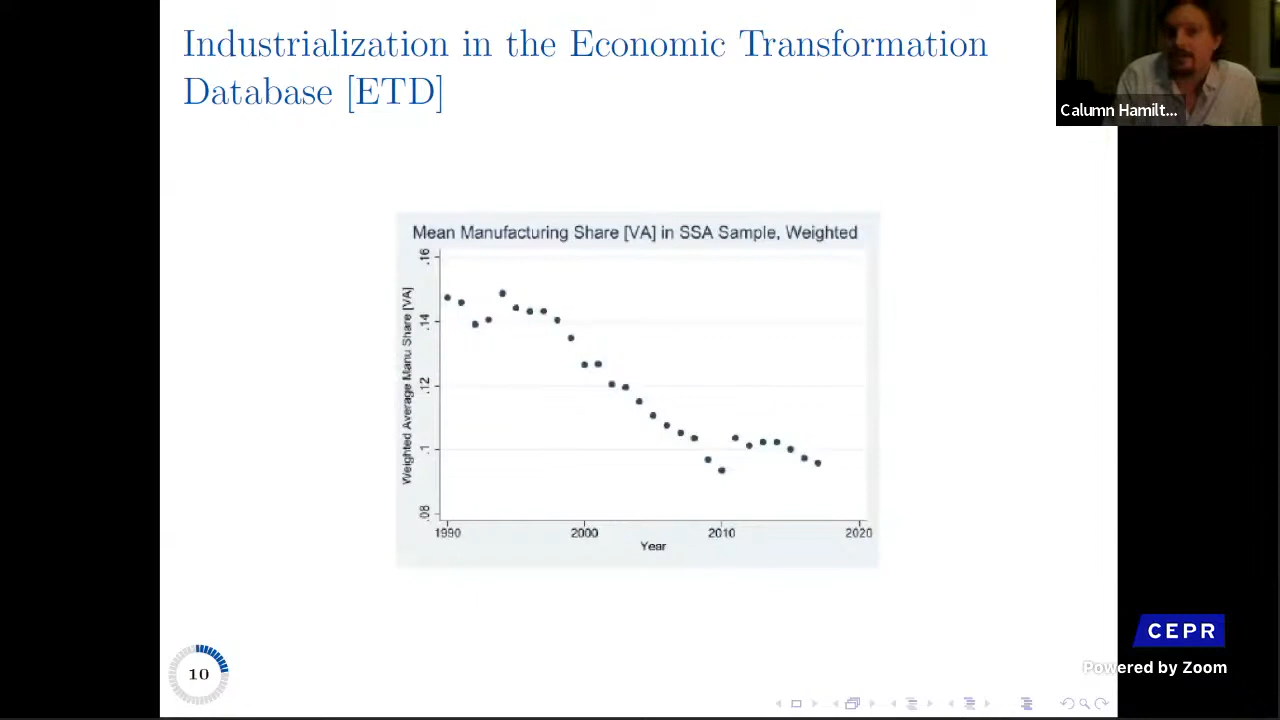 Industrialization in the Economic Transformation
Database [ETD]
Calumn Hamilt...
Mean Manufacturing Share [VA] in SSA Sample, Weighted
Weighted Average Manu Share [VA]
.16
.14
.12
.1
.08
1990
2000
2010
2020
Year
10
CEPR
Powered by Zoom